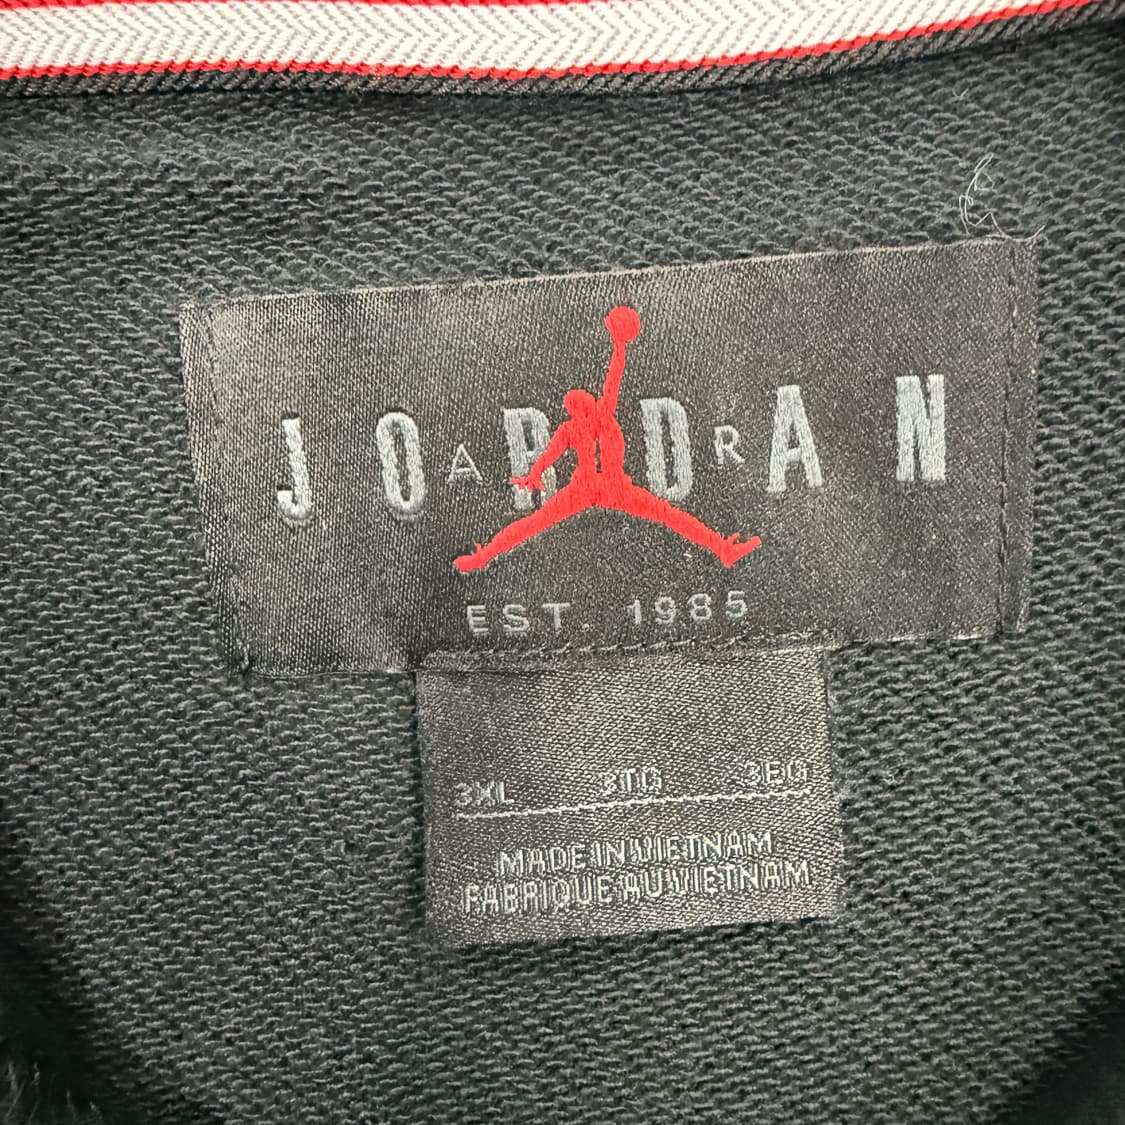 JORDAN
A R
EST. 1985
3XL 3TG 3EG
MADE IN VIETNAM
FABRIQUE AU VIETNAM